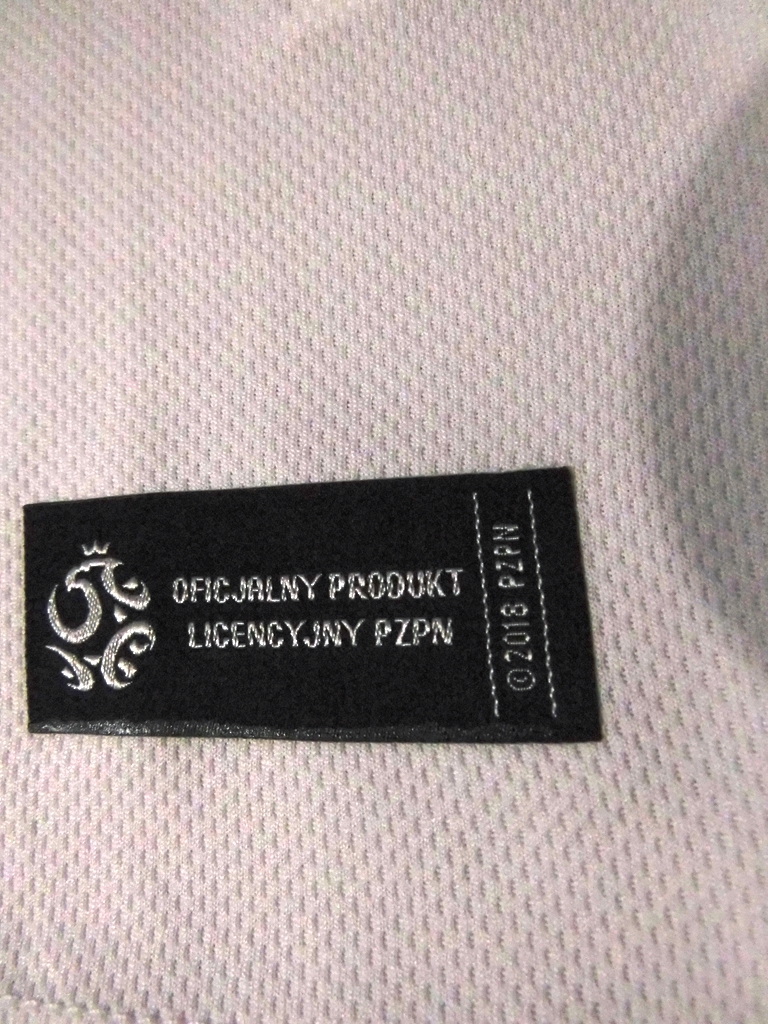 OFICJALNY PRODUKT
LICENCYJNY PZPN
© 2018 PZPN